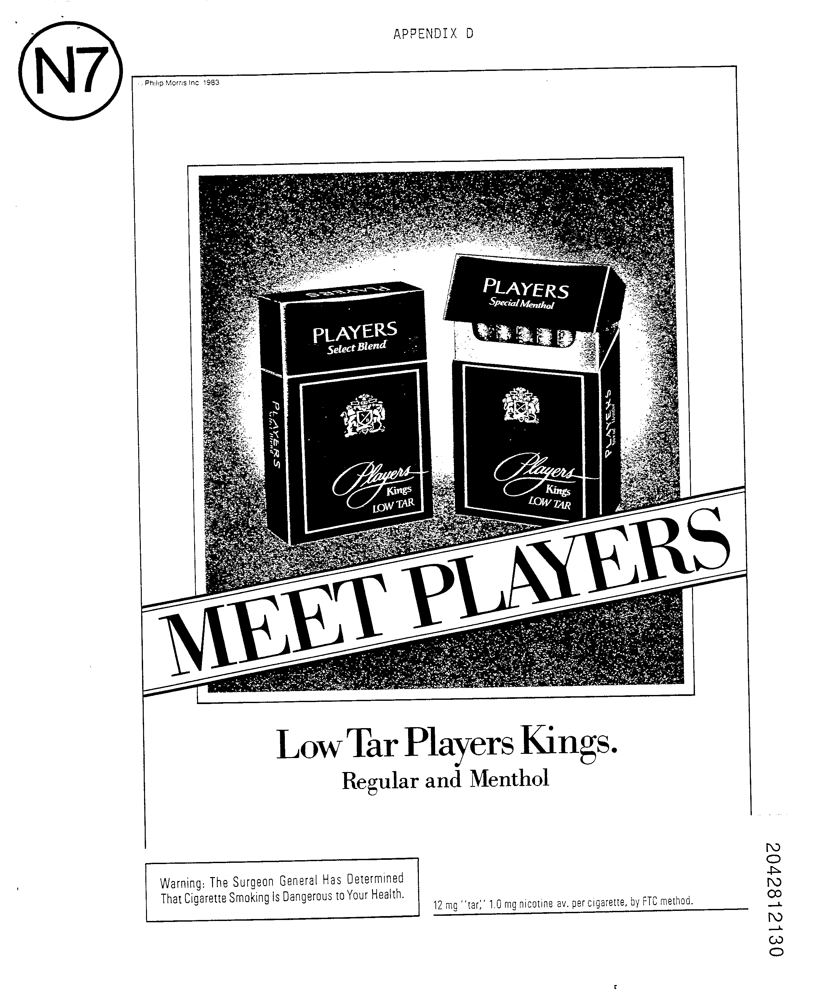 APPENDIX D
N7
Philip Morris Inc. 1983
PLAYERS
PLAYERS
Select Blend
PLAYERS
Players
Kings
LOW TAR
PLAYERS
Special Menthol
PLAYERS
Players
Kings
LOW TAR
MEET PLAYERS
Low Tar Players Kings.
Regular and Menthol
Warning: The Surgeon General Has Determined
That Cigarette Smoking Is Dangerous to Your Health.
12 mg "tar," 1.0 mg nicotine av. per cigarette, by FTC method.
2042812130